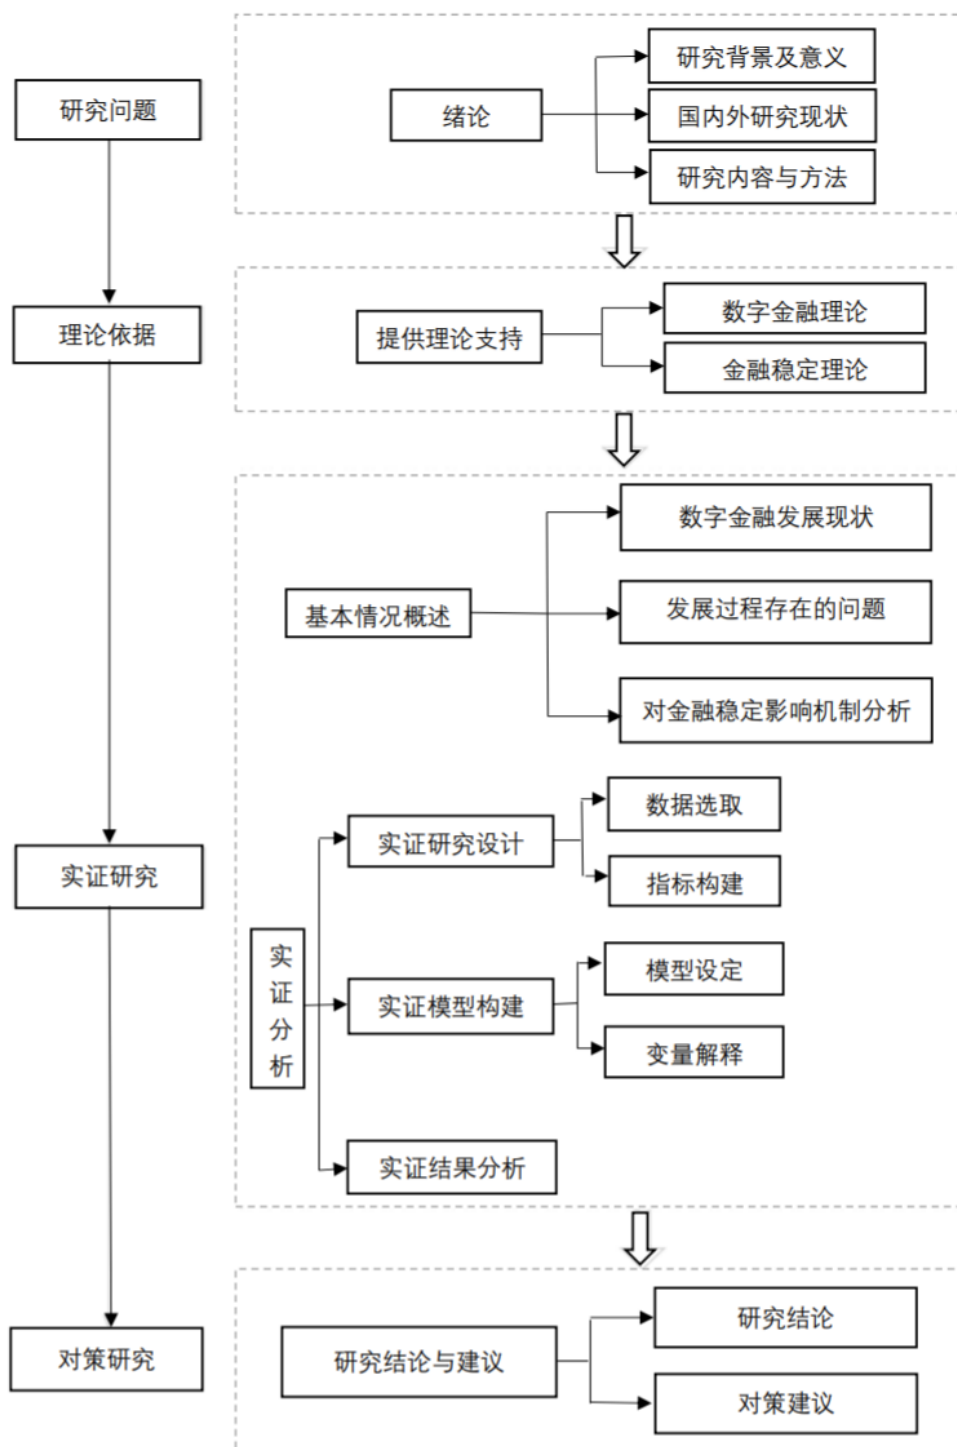 研究问题
绪论
研究背景及意义
国内外研究现状
研究内容与方法
理论依据
提供理论支持
数字金融理论
金融稳定理论
基本情况概述
数字金融发展现状
发展过程存在的问题
对金融稳定影响机制分析
实证研究
实证分析
实证研究设计
数据选取
指标构建
实证模型构建
模型设定
变量解释
实证结果分析
对策研究
研究结论与建议
研究结论
对策建议